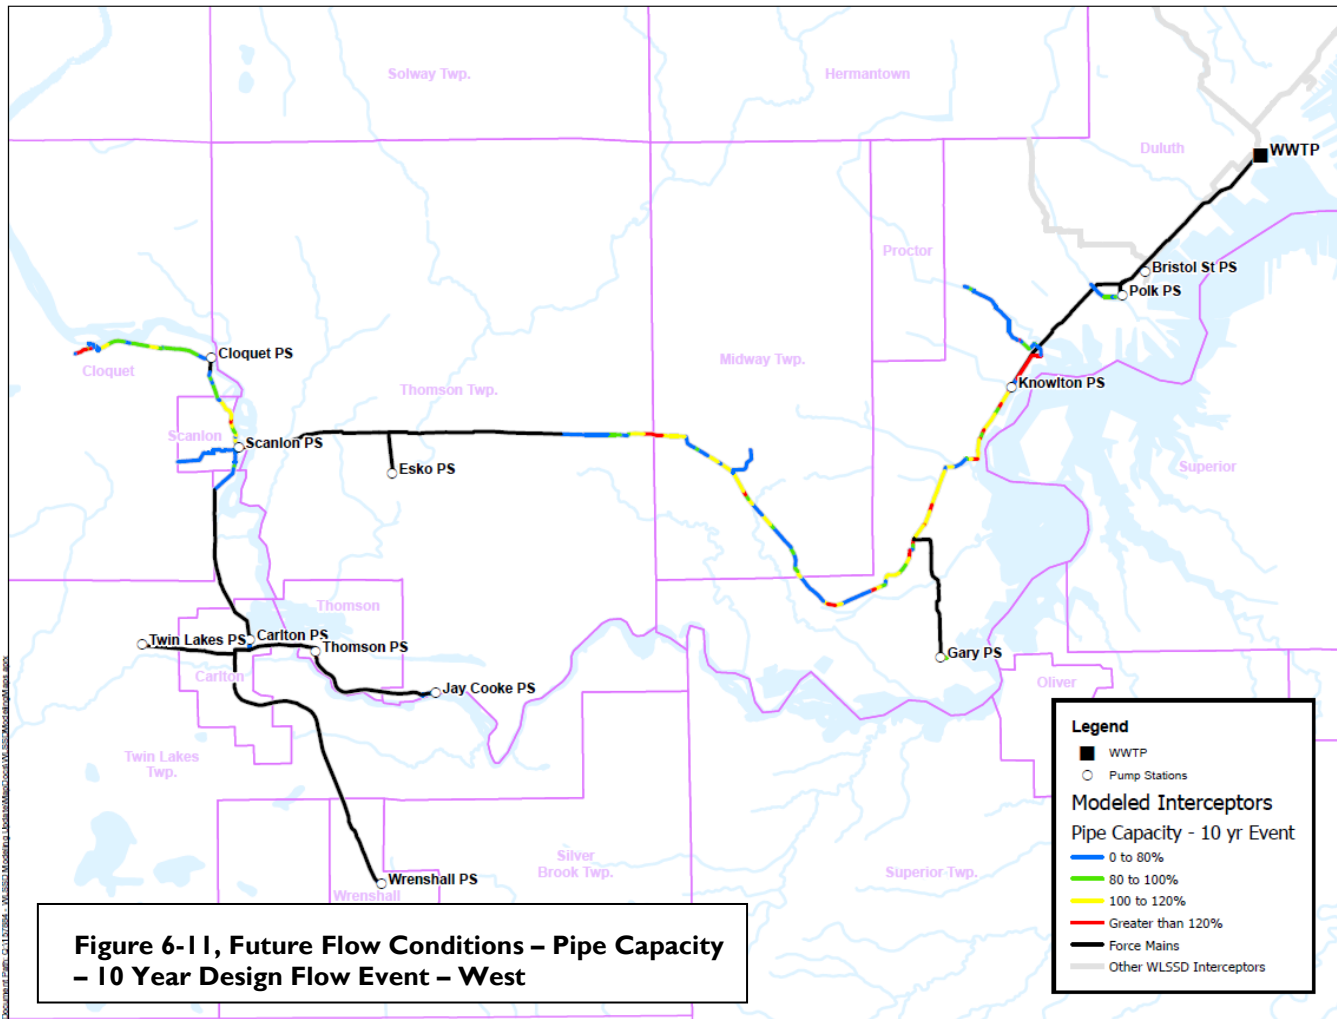 Solway Twp.
Hermantown
Duluth
WWTP
Proctor
Bristol St PS
Polk PS
Cloquet PS
Cloquet
Midway Twp.
Thomson Twp.
Knowlton PS
Scanlon
Scanlon PS
Esko PS
Superior
Thomson
Twin Lakes PS
Carlton PS
Thomson PS
Gary PS
Carlton
Jay Cooke PS
Oliver
Twin Lakes
Twp.
Silver
Brook Twp.
Superior Twp.
Wrenshall PS
Wrenshall
Legend
WWTP
Pump Stations
Modeled Interceptors
Pipe Capacity - 10 yr Event
0 to 80%
80 to 100%
100 to 120%
Greater than 120%
Force Mains
Other WLSSD Interceptors
Figure 6-11, Future Flow Conditions – Pipe Capacity
– 10 Year Design Flow Event – West